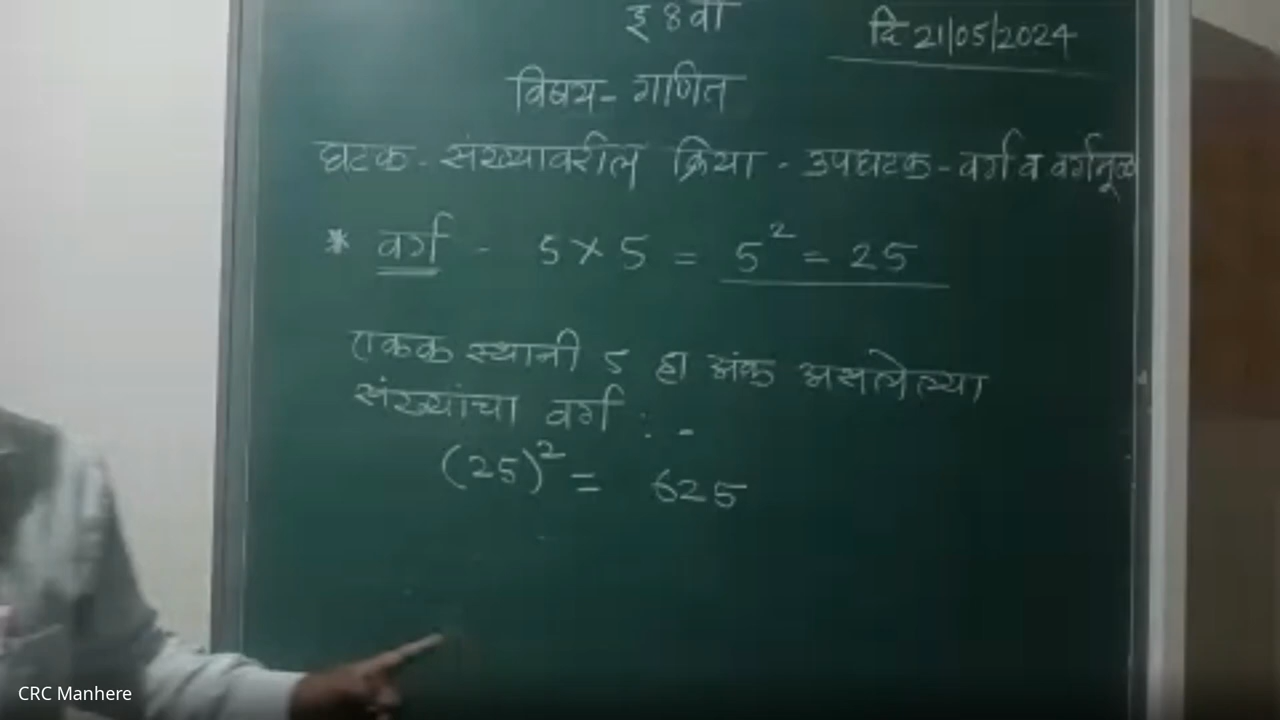 इ 8 वी
दि 21/05/2024
विषय - गणित
घटक - संख्यावरील क्रिया - उपघटक - वर्ग व वर्गमूळ
* वर्ग - 5 × 5 = 5² = 25
एकक स्थानी 5 हा अंक असलेल्या
संख्यांचा वर्ग : -
(25)² = 625
CRC Manhere